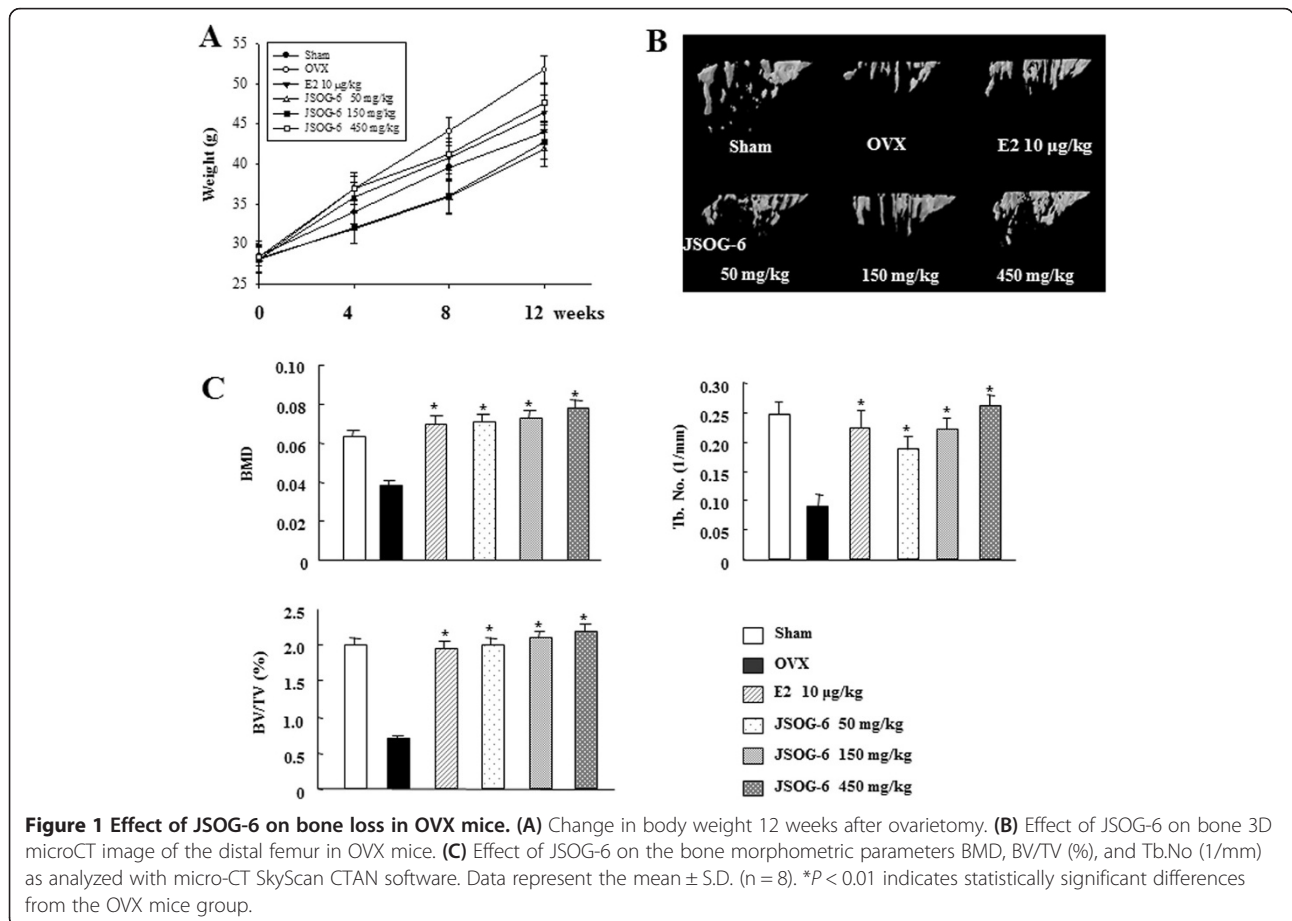 A
55
50
45
40
35
30
25
Weight (g)
Sham
OVX
E2 10 µg/kg
JSOG-6 50 mg/kg
JSOG-6 150 mg/kg
JSOG-6 450 mg/kg
0 4 8 12 weeks
B
Sham OVX E2 10 µg/kg
JSOG-6
50 mg/kg 150 mg/kg 450 mg/kg
C
0.10
0.08
0.06
0.04
0.02
0
BMD
* * * *
0.30
0.25
0.20
0.15
0.10
0.05
0
Tb. No. (1/mm)
* * * *
2.5
2.0
1.5
1.0
0.5
0
BV/TV (%)
* * * *
Sham
OVX
E2 10 µg/kg
JSOG-6 50 mg/kg
JSOG-6 150 mg/kg
JSOG-6 450 mg/kg
Figure 1 Effect of JSOG-6 on bone loss in OVX mice. (A) Change in body weight 12 weeks after ovarietomy. (B) Effect of JSOG-6 on bone 3D
microCT image of the distal femur in OVX mice. (C) Effect of JSOG-6 on the bone morphometric parameters BMD, BV/TV (%), and Tb.No (1/mm)
as analyzed with micro-CT SkyScan CTAN software. Data represent the mean ± S.D. (n = 8). *P < 0.01 indicates statistically significant differences
from the OVX mice group.